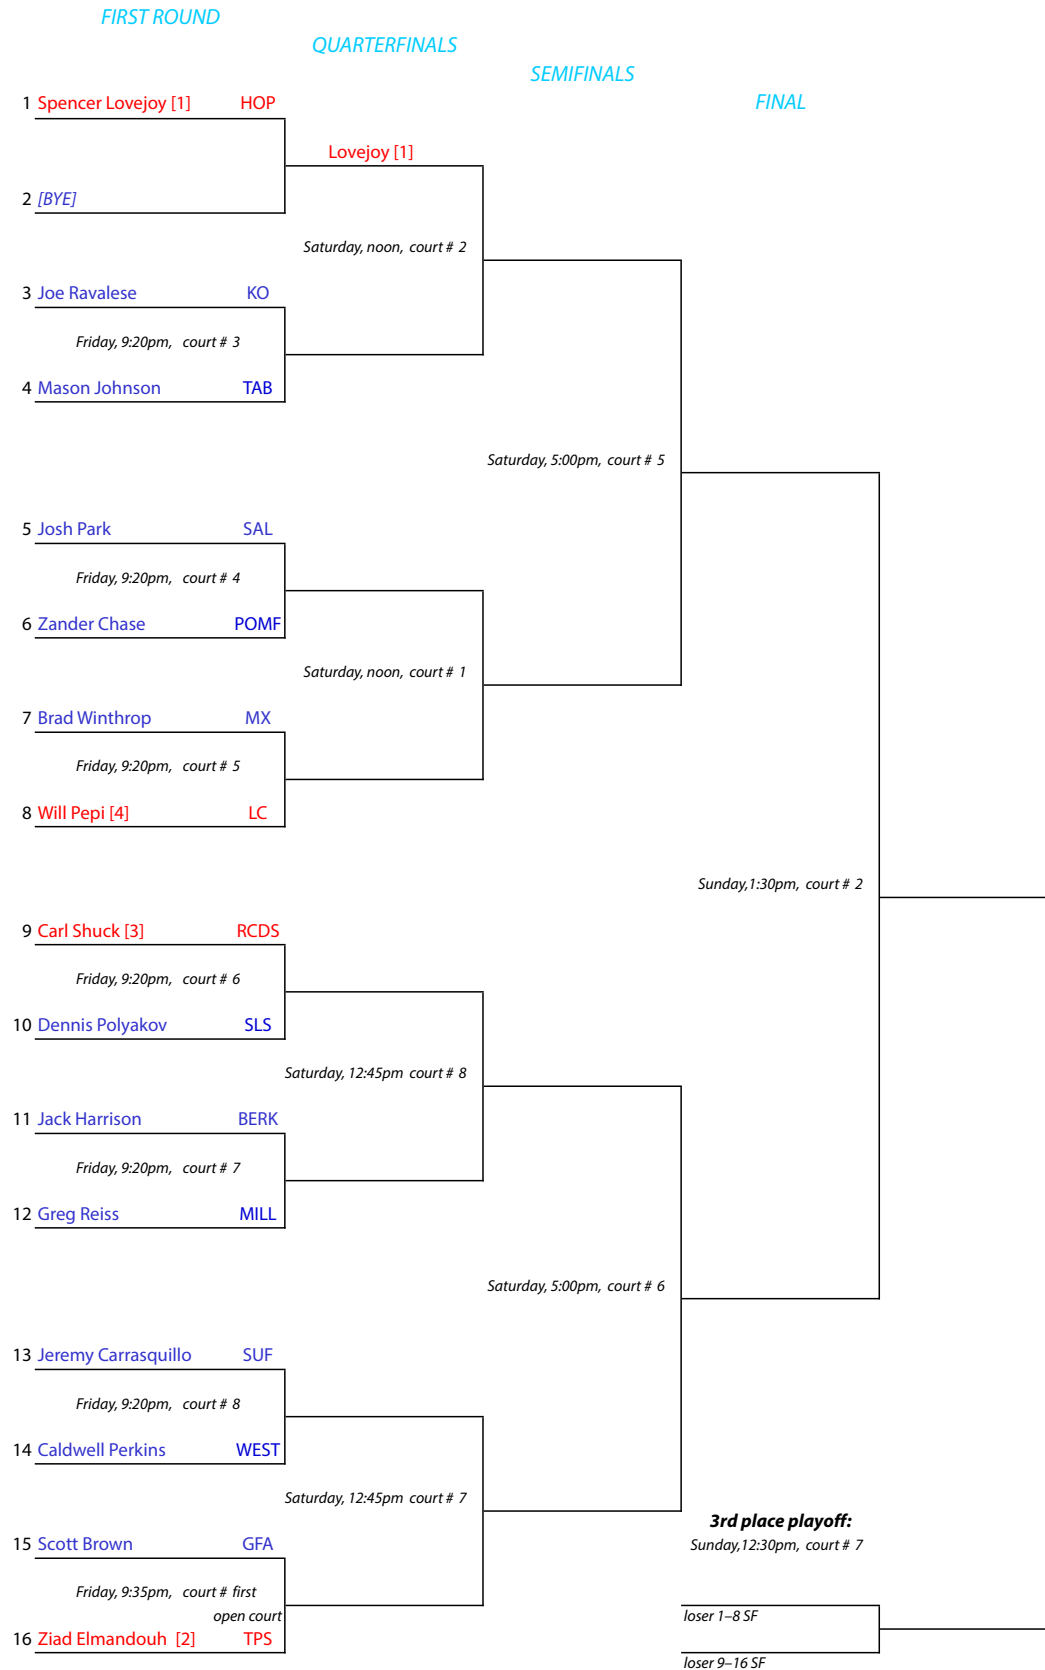 FIRST ROUND
QUARTERFINALS
SEMIFINALS
FINAL
1 Spencer Lovejoy [1] HOP
Lovejoy [1]
2 [BYE]
Saturday, noon, court # 2
3 Joe Ravalese KO
Friday, 9:20pm, court # 3
4 Mason Johnson TAB
Saturday, 5:00pm, court # 5
5 Josh Park SAL
Friday, 9:20pm, court # 4
6 Zander Chase POMF
Saturday, noon, court # 1
7 Brad Winthrop MX
Friday, 9:20pm, court # 5
8 Will Pepi [4] LC
Sunday,1:30pm, court # 2
9 Carl Shuck [3] RCDS
Friday, 9:20pm, court # 6
10 Dennis Polyakov SLS
Saturday, 12:45pm court # 8
11 Jack Harrison BERK
Friday, 9:20pm, court # 7
12 Greg Reiss MILL
Saturday, 5:00pm, court # 6
13 Jeremy Carrasquillo SUF
Friday, 9:20pm, court # 8
14 Caldwell Perkins WEST
Saturday, 12:45pm court # 7
3rd place playoff:
Sunday,12:30pm, court # 7
15 Scott Brown GFA
Friday, 9:35pm, court # first
open court
loser 1–8 SF
16 Ziad Elmandouh [2] TPS
loser 9–16 SF